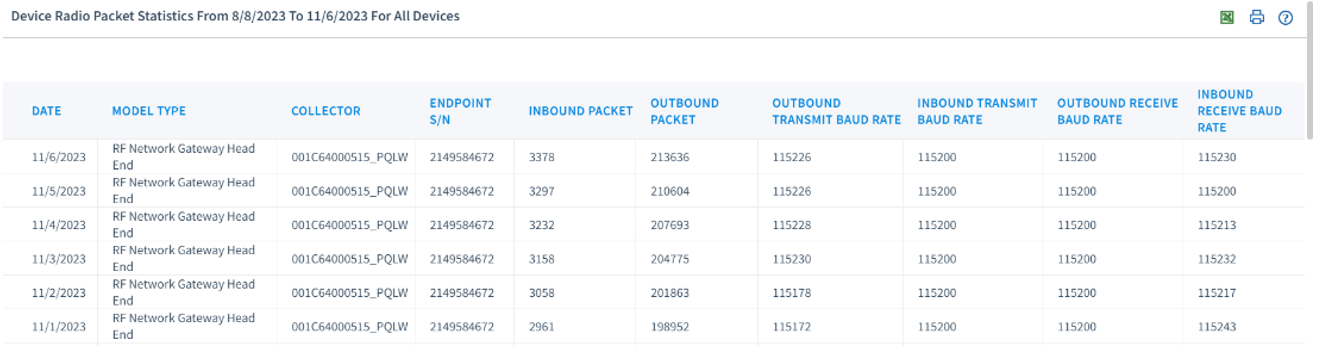 Device Radio Packet Statistics From 8/8/2023 To 11/6/2023 For All Devices
DATE MODEL TYPE COLLECTOR ENDPOINT S/N INBOUND PACKET OUTBOUND PACKET OUTBOUND TRANSMIT BAUD RATE INBOUND TRANSMIT BAUD RATE OUTBOUND RECEIVE BAUD RATE INBOUND RECEIVE BAUD RATE
11/6/2023 RF Network Gateway Head End 001C64000515_PQLW 2149584672 3378 213636 115226 115200 115200 115230
11/5/2023 RF Network Gateway Head End 001C64000515_PQLW 2149584672 3297 210604 115226 115200 115200 115200
11/4/2023 RF Network Gateway Head End 001C64000515_PQLW 2149584672 3232 207693 115228 115200 115200 115213
11/3/2023 RF Network Gateway Head End 001C64000515_PQLW 2149584672 3158 204775 115230 115200 115200 115232
11/2/2023 RF Network Gateway Head End 001C64000515_PQLW 2149584672 3058 201863 115178 115200 115200 115217
11/1/2023 RF Network Gateway Head End 001C64000515_PQLW 2149584672 2961 198952 115172 115200 115200 115243